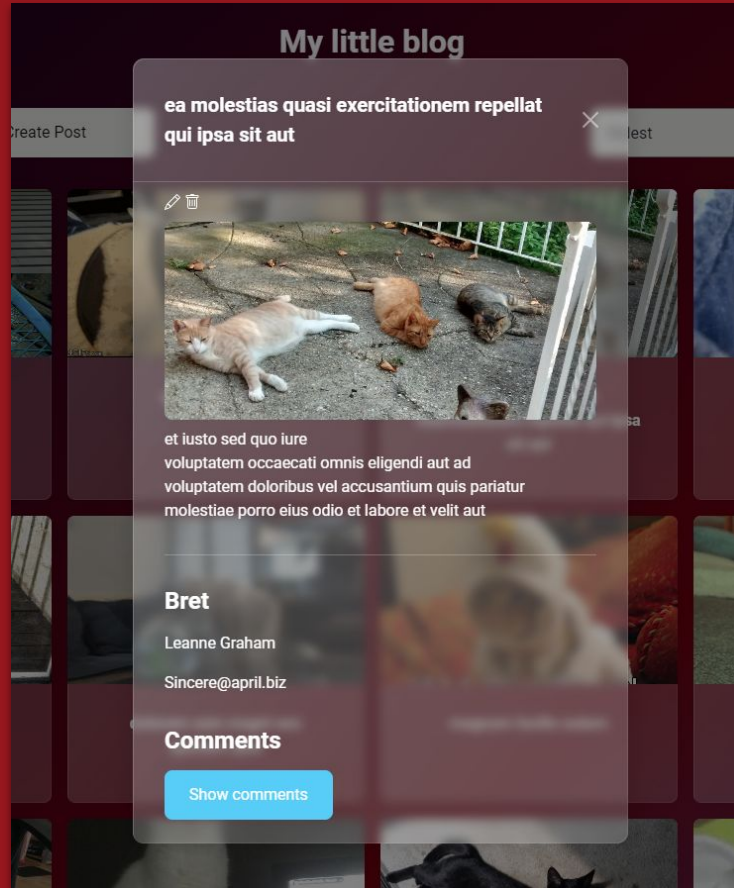 My little blog
ea molestias quasi exercitationem repellat
qui ipsa sit aut
Create Post
et iusto sed quo iure
voluptatem occaecati omnis eligendi aut ad
voluptatem doloribus vel accusantium quis pariatur
molestiae porro eius odio et labore et velit aut
Bret
Leanne Graham
Sincere@april.biz
Comments
Show comments